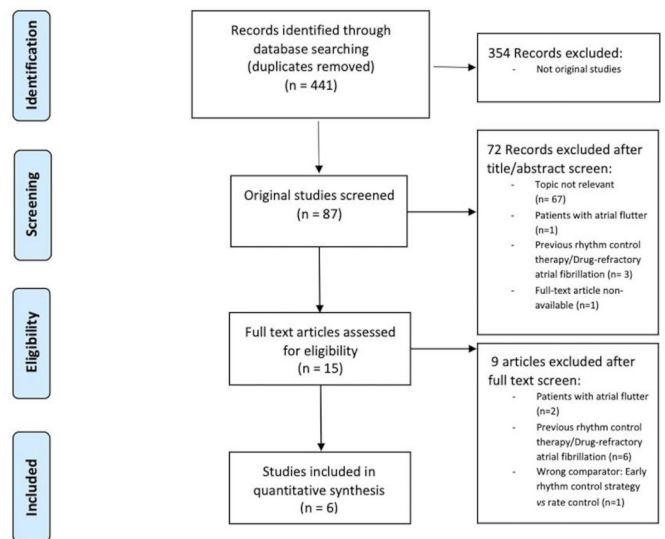 Identification
Records identified through
database searching
(duplicates removed)
(n = 441)
354 Records excluded:
- Not original studies
Screening
Original studies screened
(n = 87)
72 Records excluded after
title/abstract screen:
- Topic not relevant
(n= 67)
- Patients with atrial flutter
(n=1)
- Previous rhythm control
therapy/Drug-refractory
atrial fibrillation (n= 3)
- Full-text article non-
available (n=1)
Eligibility
Full text articles assessed
for eligibility
(n = 15)
9 articles excluded after
full text screen:
- Patients with atrial flutter
(n=2)
- Previous rhythm control
therapy/Drug-refractory
atrial fibrillation (n=6)
- Wrong comparator: Early
rhythm control strategy
vs rate control (n=1)
Included
Studies included in
quantitative synthesis
(n = 6)